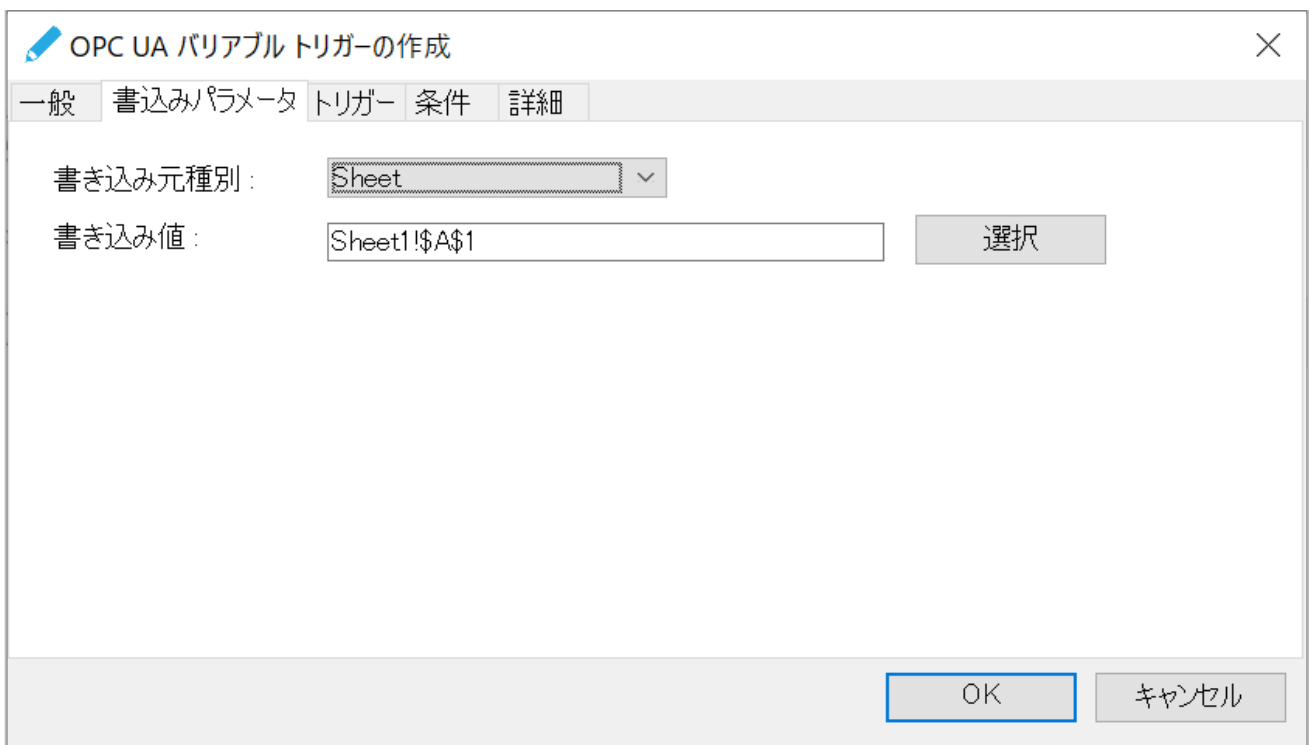 OPC UA バリアブル トリガーの作成
一般 書込みパラメータ トリガー 条件 詳細
書き込み元種別 : Sheet
書き込み値 : Sheet1!$A$1 選択
OK キャンセル